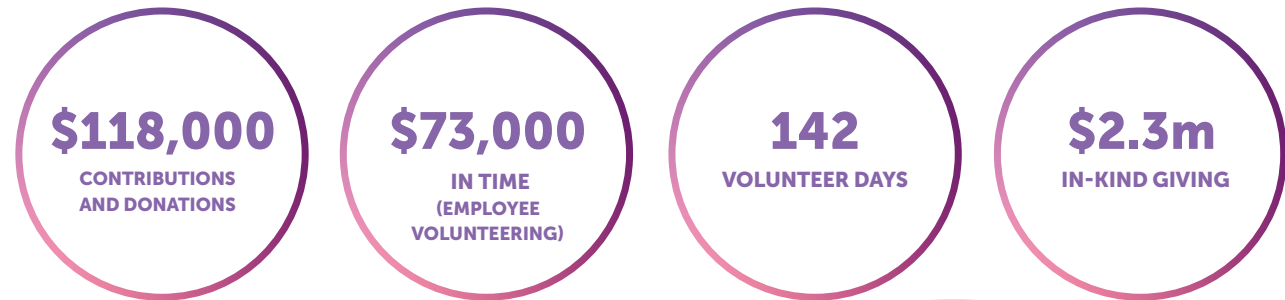 $118,000
CONTRIBUTIONS
AND DONATIONS
$73,000
IN TIME
(EMPLOYEE
VOLUNTEERING)
142
VOLUNTEER DAYS
$2.3m
IN-KIND GIVING